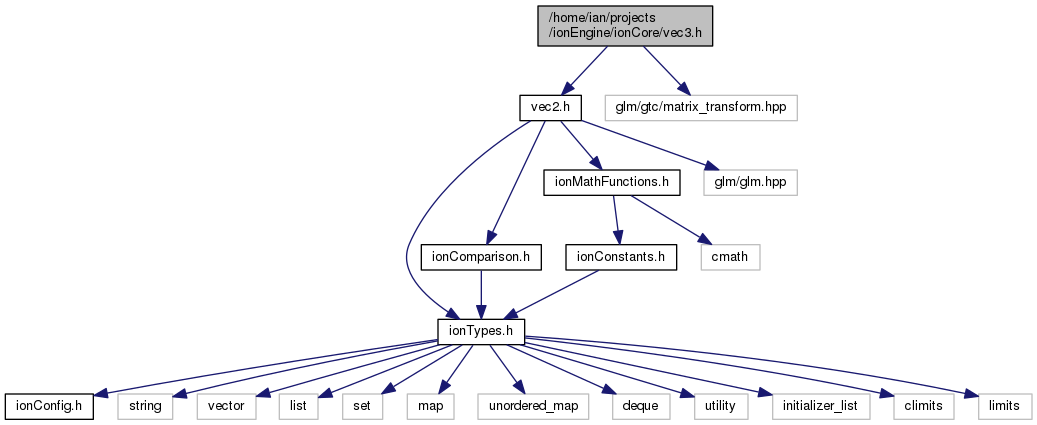 /home/ian/projects
/ionEngine/ionCore/vec3.h
vec2.h
glm/gtc/matrix_transform.hpp
ionMathFunctions.h
glm/glm.hpp
ionComparison.h
ionConstants.h
cmath
ionTypes.h
ionConfig.h
string
vector
list
set
map
unordered_map
deque
utility
initializer_list
climits
limits